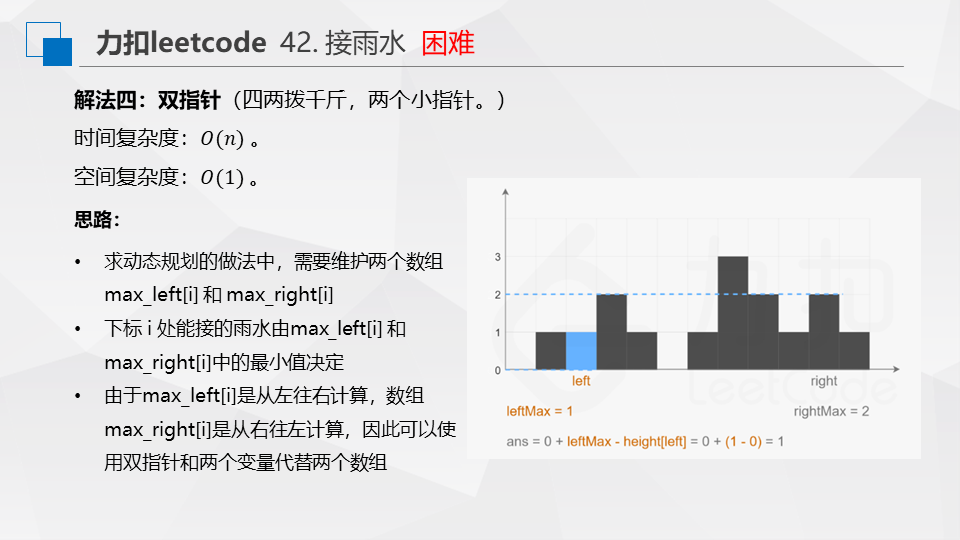 力扣leetcode 42. 接雨水 困难
解法四：双指针（四两拨千斤，两个小指针。）
时间复杂度：O(n) 。
空间复杂度：O(1) 。
思路：
• 求动态规划的做法中，需要维护两个数组
max_left[i] 和 max_right[i]
• 下标 i 处能接的雨水由max_left[i] 和
max_right[i]中的最小值决定
• 由于max_left[i]是从左往右计算，数组
max_right[i]是从右往左计算，因此可以使
用双指针和两个变量代替两个数组
3
2
1
0
left right
leftMax = 1 rightMax = 2
ans = 0 + leftMax - height[left] = 0 + (1 - 0) = 1
力扣
LeetCode